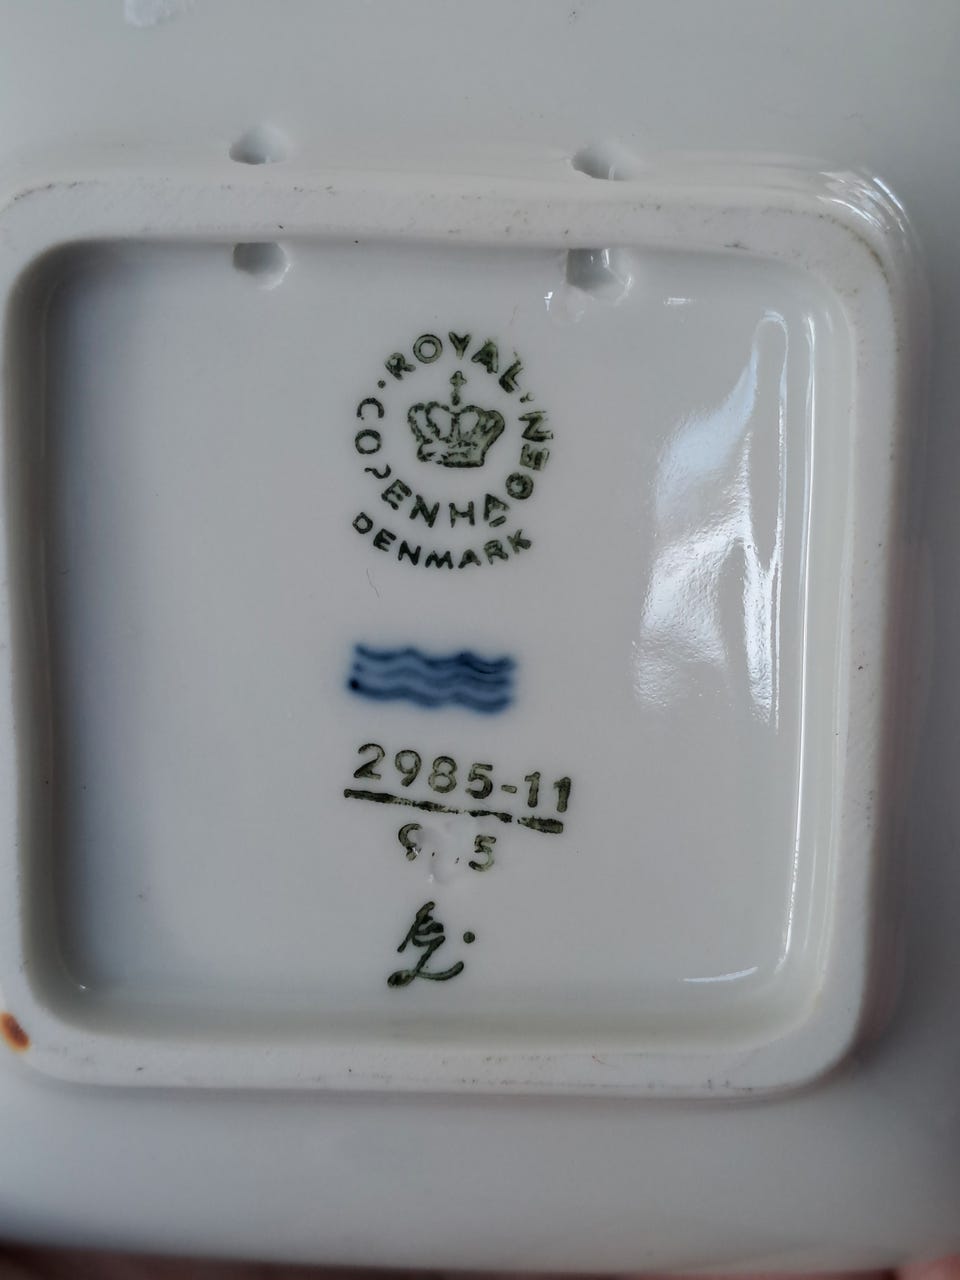 ROYAL
COPENHAGEN
DENMARK
2985-11